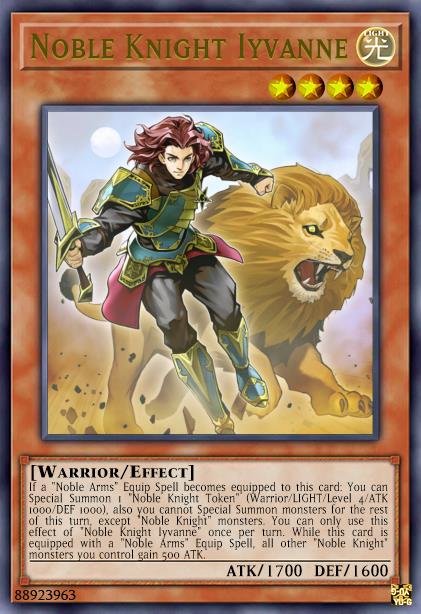 NOBLE KNIGHT IYVANNE
LIGHT
光
[WARRIOR/EFFECT]
If a "Noble Arms" Equip Spell becomes equipped to this card: You can
Special Summon 1 "Noble Knight Token" (Warrior/LIGHT/Level 4/ATK
1000/DEF 1000), also you cannot Special Summon monsters for the rest
of this turn, except "Noble Knight" monsters. You can only use this
effect of "Noble Knight Iyvanne" once per turn. While this card is
equipped with a "Noble Arms" Equip Spell, all other "Noble Knight"
monsters you control gain 500 ATK.
ATK/1700 DEF/1600
88923963